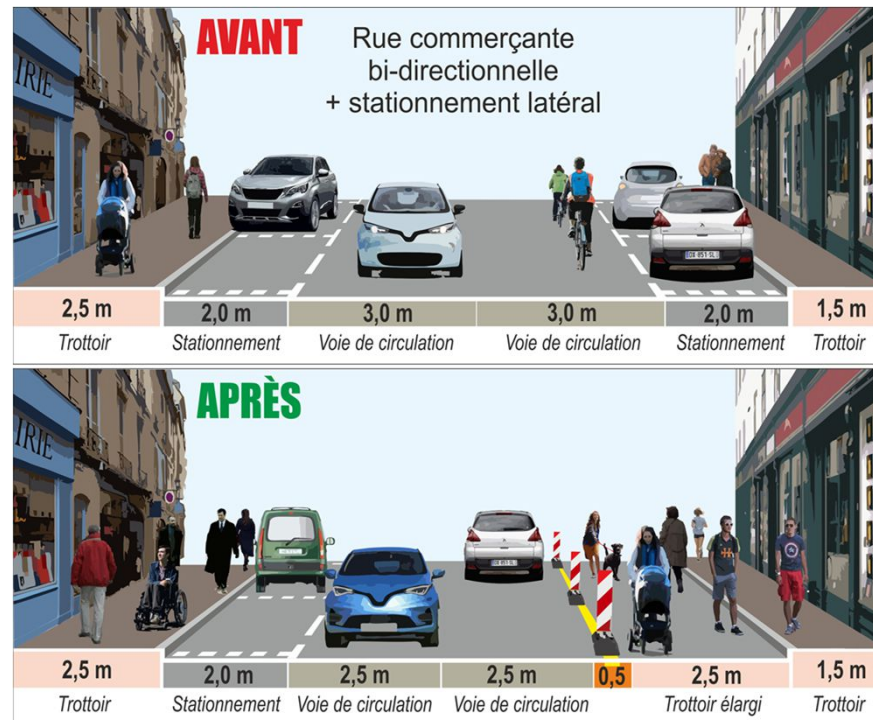 AVANT
Rue commerçante
bi-directionnelle
+ stationnement latéral
IRIE
DX 851 SL
2,5 m
2,0 m
3,0 m
3,0 m
2,0 m
1,5 m
Trottoir
Stationnement
Voie de circulation
Voie de circulation
Stationnement
Trottoir
APRÈS
IRIE
2,5 m
2,0 m
2,5 m
2,5 m
0,5
2,5 m
1,5 m
Trottoir
Stationnement
Voie de circulation
Voie de circulation
Trottoir élargi
Trottoir